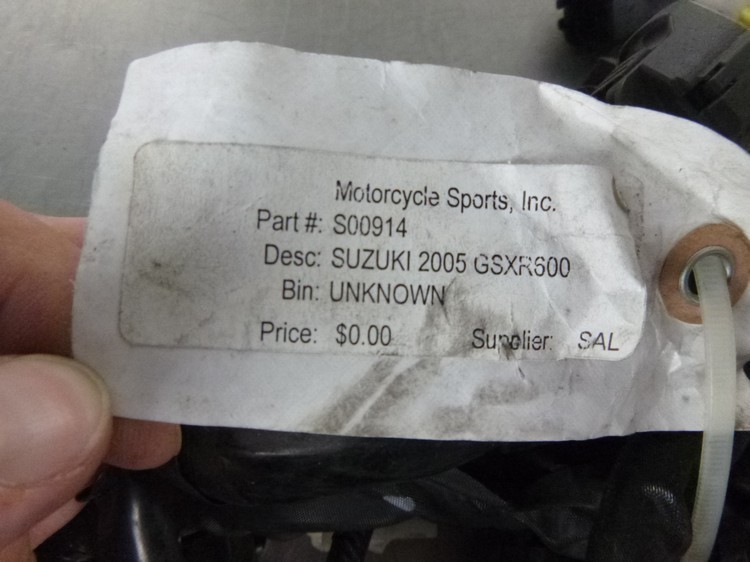 Motorcycle Sports, Inc.
Part #: S00914
Desc: SUZUKI 2005 GSXR600
Bin: UNKNOWN
Price: $0.00 Supplier: SAL